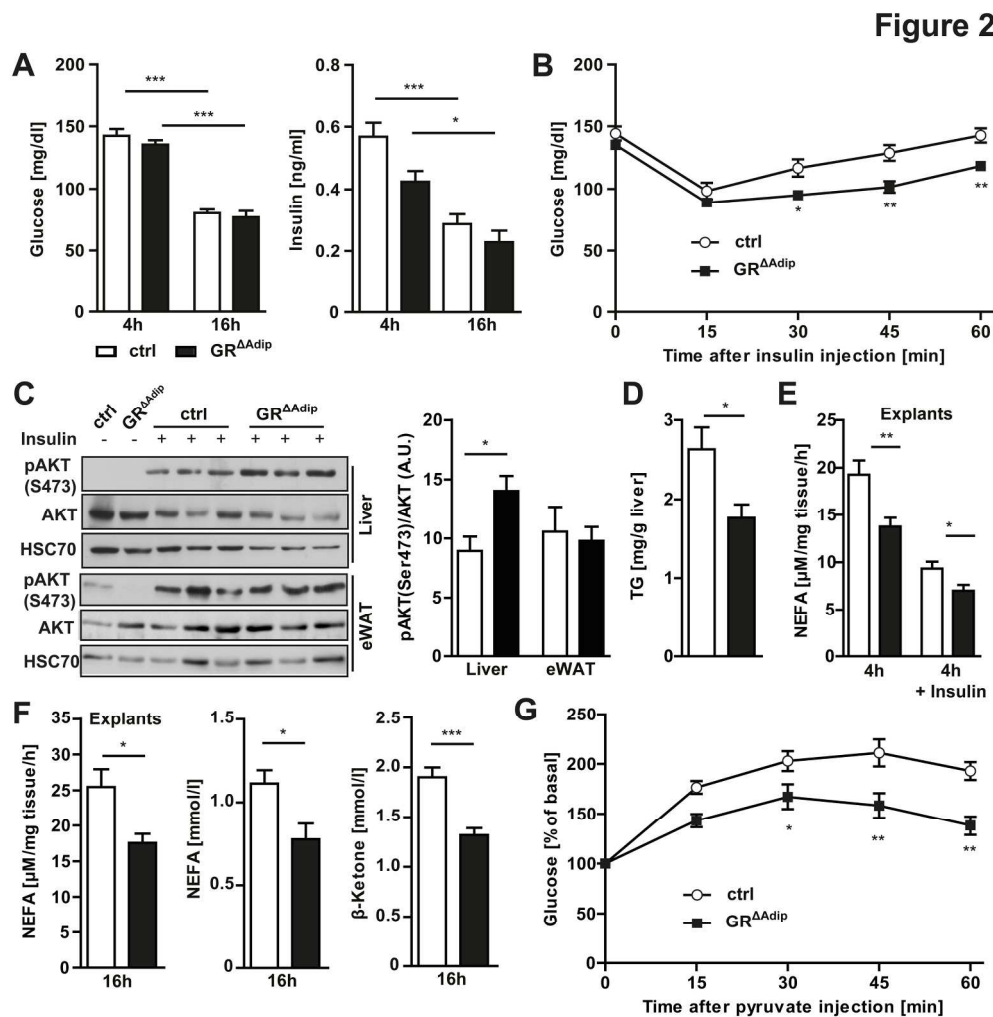 Figure 2
A
200
150
100
50
0
Glucose [mg/dl]
***
***
4h
16h
0.8
0.6
0.4
0.2
0
Insulin [ng/ml]
***
*
4h
16h
ctrl
GRΔAdip
B
200
150
100
50
0
Glucose [mg/dl]
*
**
**
ctrl
GRΔAdip
0
15
30
45
60
Time after insulin injection [min]
C
ctrl
GRΔAdip
ctrl
GRΔAdip
Insulin - - + + + + + +
pAKT
(S473)
AKT
HSC70
Liver
pAKT
(S473)
AKT
HSC70
eWAT
20
15
10
5
0
pAKT(Ser473)/AKT (A.U.)
*
Liver
eWAT
D
3
2
1
0
TG [mg/g liver]
*
E
Explants
25
20
15
10
5
0
NEFA [µM/mg tissue/h]
**
*
4h
4h
+ Insulin
F
Explants
35
30
25
20
15
10
5
0
NEFA [µM/mg tissue/h]
*
16h
1.5
1.0
0.5
0
NEFA [mmol/l]
*
16h
2.5
2.0
1.5
1.0
0.5
0
β-Ketone [mmol/l]
***
16h
G
250
200
150
100
50
0
Glucose [% of basal]
*
**
**
ctrl
GRΔAdip
0
15
30
45
60
Time after pyruvate injection [min]